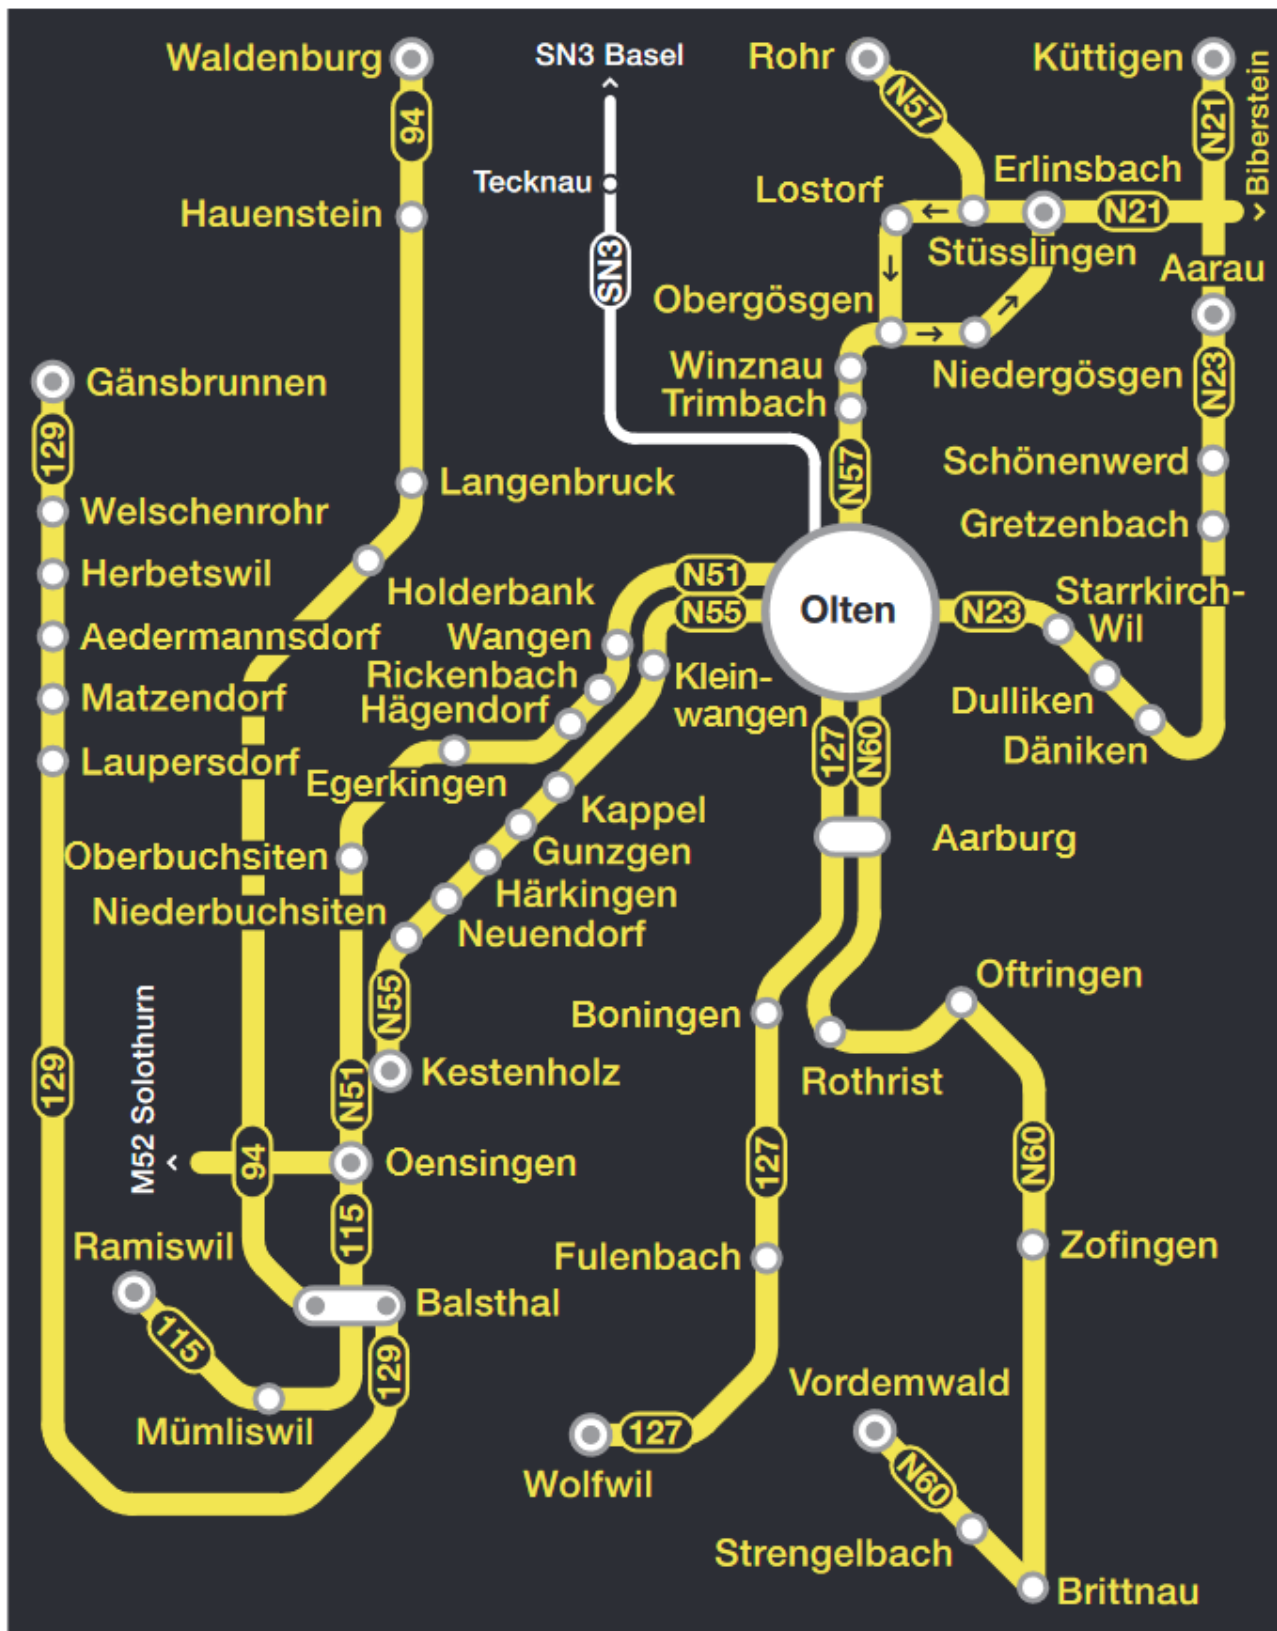 Waldenburg
SN3 Basel
Rohr
Küttigen
94
N57
N21
Biberstein
Tecknau
Erlinsbach
Lostorf
N21
Hauenstein
Stüsslingen
SN3
Aarau
Obergösgen
Winznau
Niedergösgen
N23
Gänsbrunnen
Trimbach
129
N57
Schönenwerd
Langenbruck
Welschenrohr
Gretzenbach
Herbetswil
Holderbank
N51
N55
Olten
N23
Starrkirch-
Wil
Aedermannsdorf
Wangen
Rickenbach
Klein-
wangen
Matzendorf
Hägendorf
Dulliken
Däniken
127
N60
Laupersdorf
Egerkingen
Kappel
Aarburg
Oberbuchsiten
Gunzgen
Härkingen
Niederbuchsiten
Neuendorf
Oftringen
N55
Boningen
M52 Solothurn
129
N51
Kestenholz
Rothrist
94
Oensingen
127
N60
115
Ramiswil
Fulenbach
Zofingen
Balsthal
115
129
Vordemwald
Mümliswil
127
Wolfwil
N60
Strengelbach
Brittnau